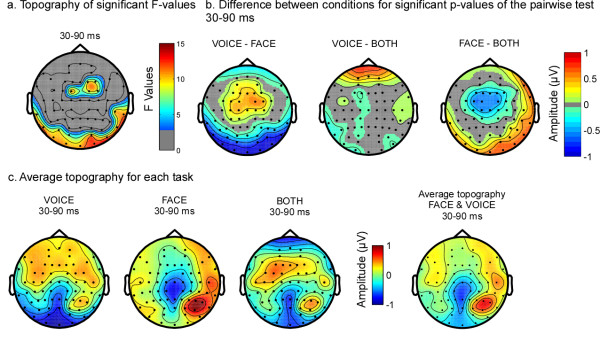 a. Topography of significant F-values
b. Difference between conditions for significant p-values of the pairwise test
30-90 ms
30-90 ms
VOICE - FACE
VOICE - BOTH
FACE - BOTH
15
10
5
2
0
F Values
1
0.5
0
-0.5
-1
Amplitude (µV)
c. Average topography for each task
VOICE
30-90 ms
FACE
30-90 ms
BOTH
30-90 ms
Average topography
FACE & VOICE
30-90 ms
1
0
-1
Amplitude (µV)